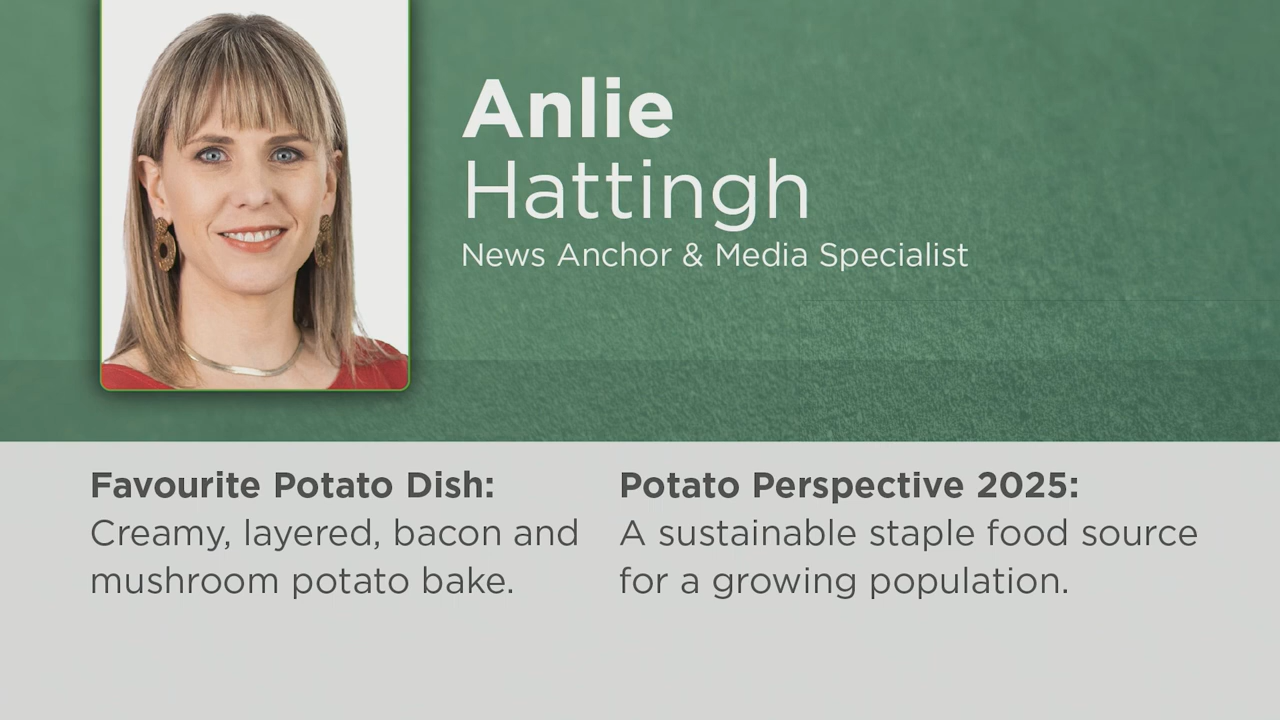 Anlie
Hattingh
News Anchor & Media Specialist
Favourite Potato Dish:
Creamy, layered, bacon and
mushroom potato bake.
Potato Perspective 2025:
A sustainable staple food source
for a growing population.